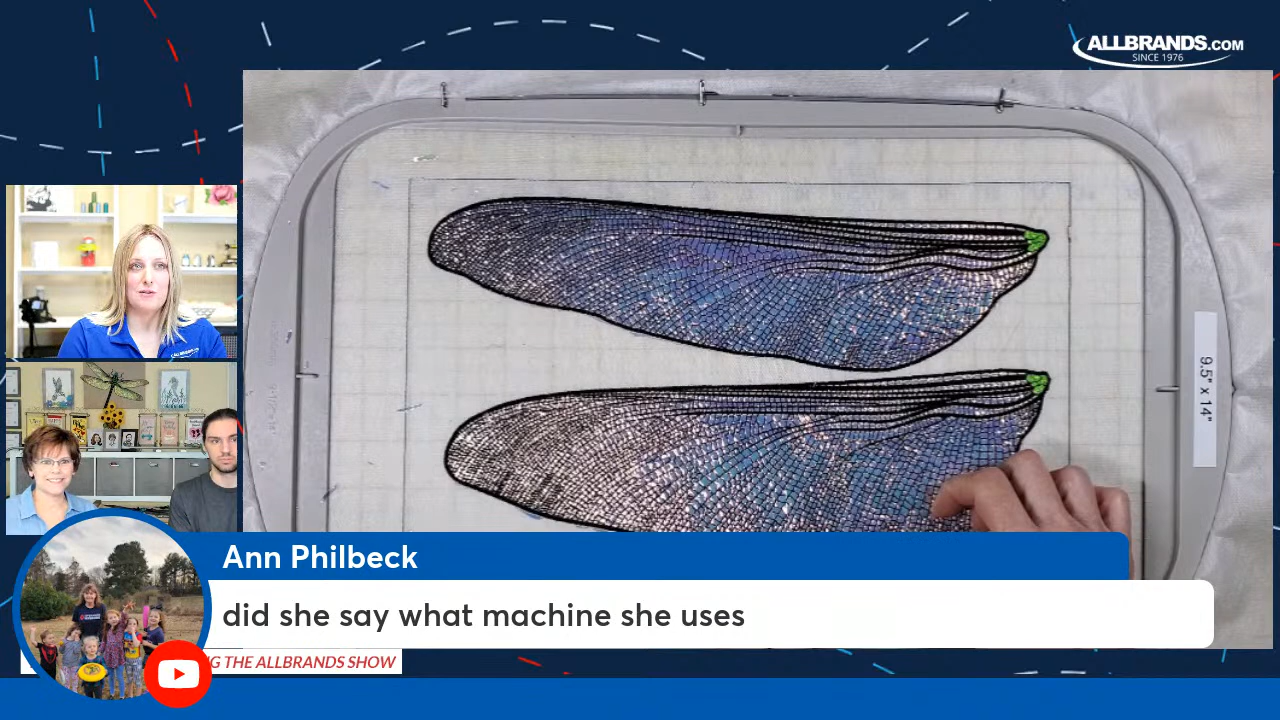 ALLBRANDS.COM
SINCE 1976
9.5" x 14"
Ann Philbeck
did she say what machine she uses
G THE ALLBRANDS SHOW